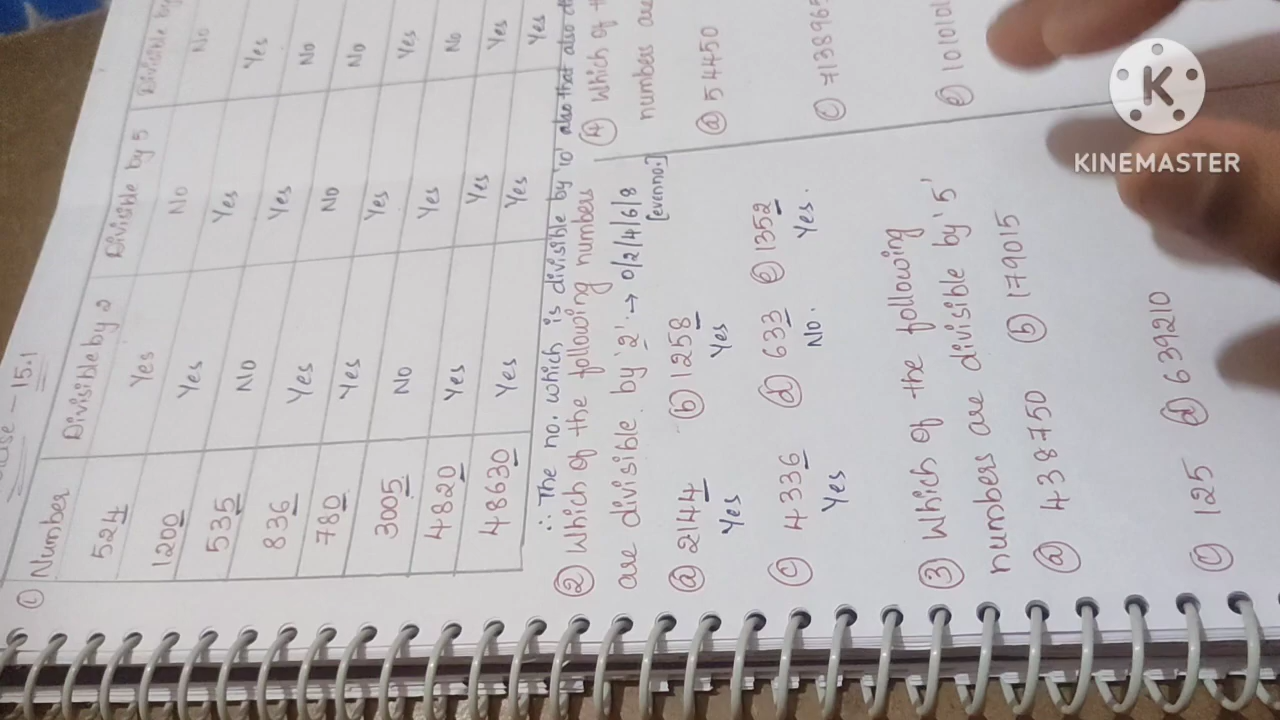 15.1
① Number Divisible by 2 Divisible by 5 Divisible by
524 Yes No No
1200 Yes Yes Yes
535 No Yes No
836 Yes No No
780 Yes Yes Yes
3005 No Yes No
4820 Yes Yes Yes
48630 Yes Yes Yes
∴ The no. which is divisible by '10' also that also
② Which of the following numbers
are divisible by '2'. → 0/2/4/6/8
[even no.]
ⓐ 2144 ⓑ 1258
Yes Yes
ⓒ 4336 ⓓ 633 ⓔ 1352
Yes No. Yes.
③ Which of the following
numbers are divisible by '5'
ⓐ 438750 ⓑ 179015
ⓒ 125 ⓓ 639210
④ Which of
numbers are
ⓐ 54450
ⓒ 713896
ⓔ 101010
KINEMASTER